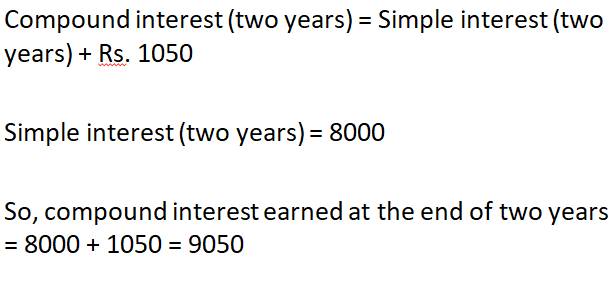 Compound interest (two years) = Simple interest (two
years) + Rs. 1050
Simple interest (two years) = 8000
So, compound interest earned at the end of two years
= 8000 + 1050 = 9050